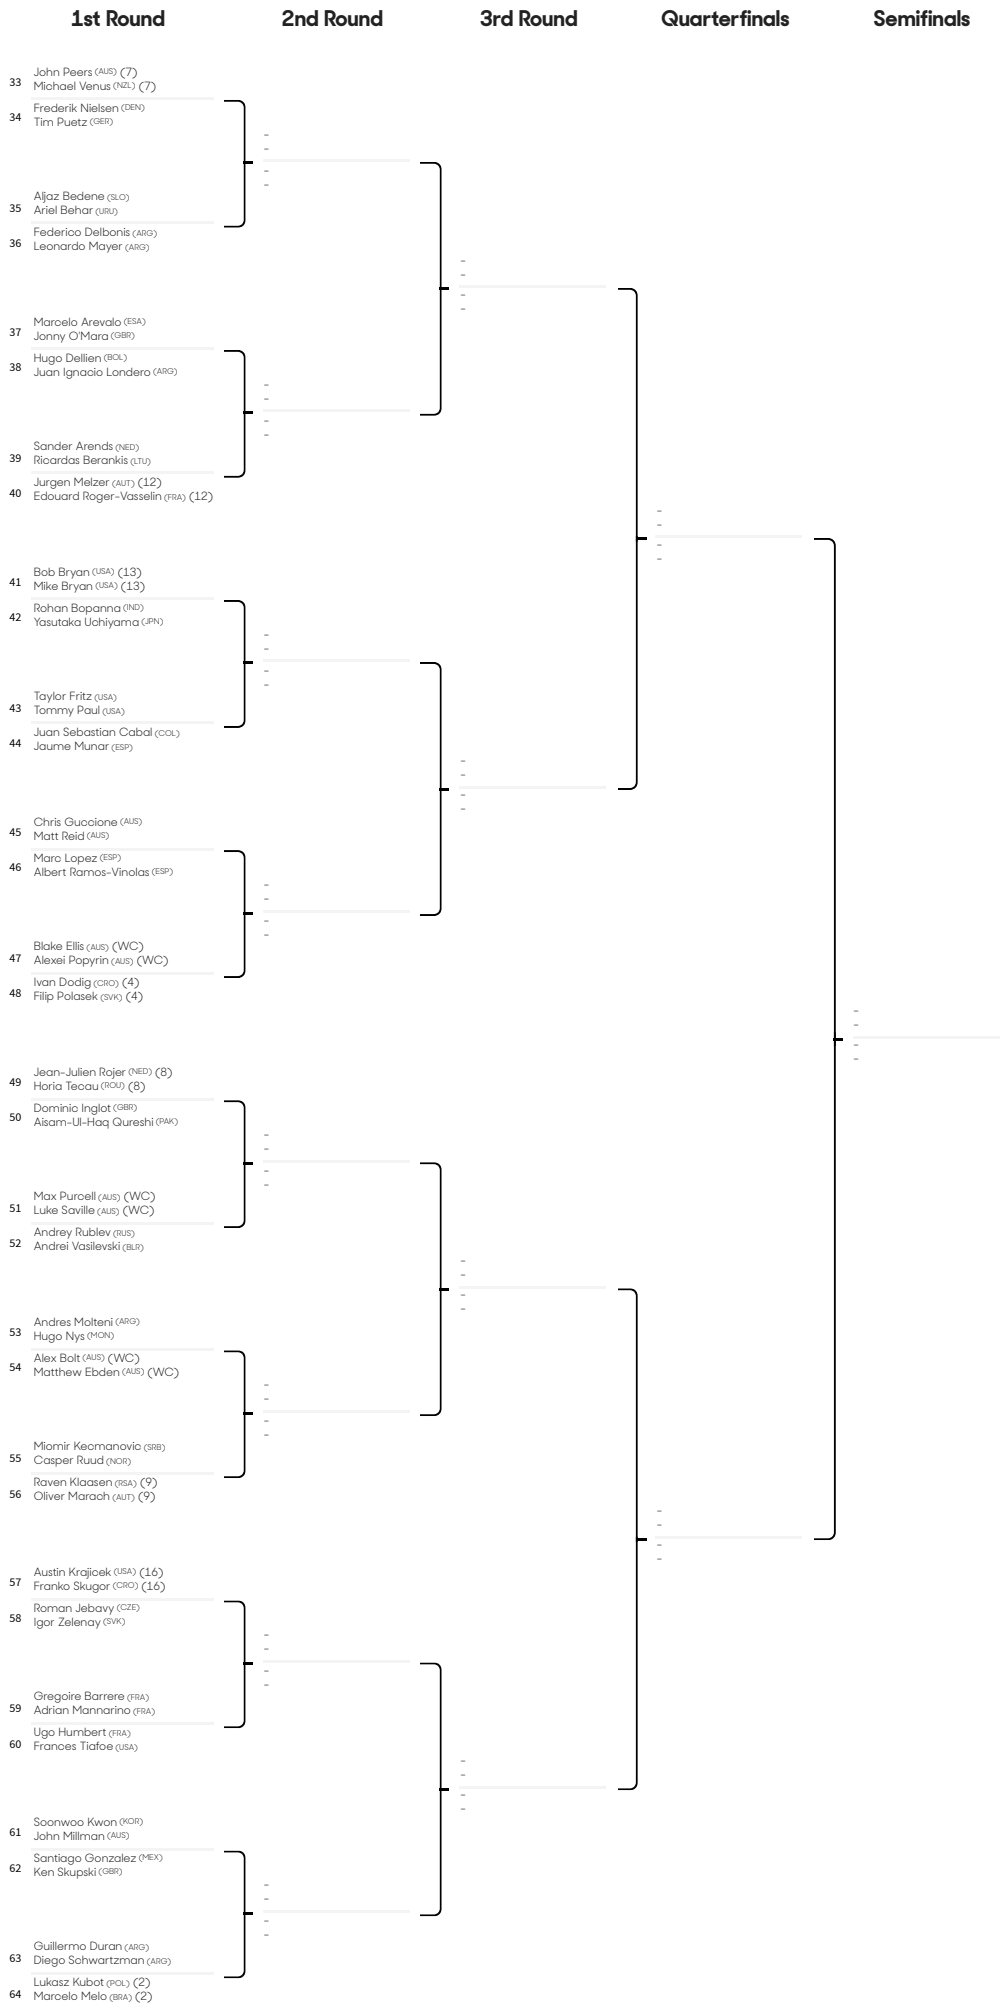 1st Round 2nd Round 3rd Round Quarterfinals Semifinals
John Peers (AUS) (7)
33
Michael Venus (NZL) (7)
Frederik Nielsen (DEN)
34
Tim Puetz (GER)
-
-
-
-
Aljaz Bedene (SLO)
35
Ariel Behar (URU)
Federico Delbonis (ARG)
36
Leonardo Mayer (ARG)
-
-
-
-
Marcelo Arevalo (ESA)
37
Jonny O'Mara (GBR)
Hugo Dellien (BOL)
38
Juan Ignacio Londero (ARG)
-
-
-
-
Sander Arends (NED)
39
Ricardas Berankis (LTU)
Jurgen Melzer (AUT) (12)
40
Edouard Roger-Vasselin (FRA) (12)
-
-
-
-
Bob Bryan (USA) (13)
41
Mike Bryan (USA) (13)
Rohan Bopanna (IND)
42
Yasutaka Uchiyama (JPN)
-
-
-
-
Taylor Fritz (USA)
43
Tommy Paul (USA)
Juan Sebastian Cabal (COL)
44
Jaume Munar (ESP)
-
-
-
-
Chris Guccione (AUS)
45
Matt Reid (AUS)
Marc Lopez (ESP)
46
Albert Ramos-Vinolas (ESP)
-
-
-
-
Blake Ellis (AUS) (WC)
47
Alexei Popyrin (AUS) (WC)
Ivan Dodig (CRO) (4)
48
Filip Polasek (SVK) (4)
-
-
-
-
Jean-Julien Rojer (NED) (8)
49
Horia Tecau (ROU) (8)
Dominic Inglot (GBR)
50
Aisam-Ul-Haq Qureshi (PAK)
-
-
-
-
Max Purcell (AUS) (WC)
51
Luke Saville (AUS) (WC)
Andrey Rublev (RUS)
52
Andrei Vasilevski (BLR)
-
-
-
-
Andres Molteni (ARG)
53
Hugo Nys (MON)
Alex Bolt (AUS) (WC)
54
Matthew Ebden (AUS) (WC)
-
-
-
-
Miomir Kecmanovic (SRB)
55
Casper Ruud (NOR)
Raven Klaasen (RSA) (9)
56
Oliver Marach (AUT) (9)
-
-
-
-
Austin Krajicek (USA) (16)
57
Franko Skugor (CRO) (16)
Roman Jebavy (CZE)
58
Igor Zelenay (SVK)
-
-
-
-
Gregoire Barrere (FRA)
59
Adrian Mannarino (FRA)
Ugo Humbert (FRA)
60
Frances Tiafoe (USA)
-
-
-
-
Soonwoo Kwon (KOR)
61
John Millman (AUS)
Santiago Gonzalez (MEX)
62
Ken Skupski (GBR)
-
-
-
-
Guillermo Duran (ARG)
63
Diego Schwartzman (ARG)
Lukasz Kubot (POL) (2)
64
Marcelo Melo (BRA) (2)